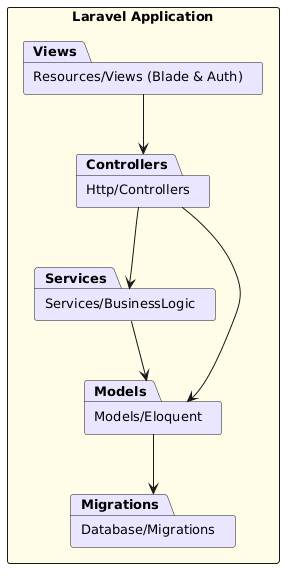 Laravel Application
Views
Resources/Views (Blade & Auth)
Controllers
Http/Controllers
Services
Services/BusinessLogic
Models
Models/Eloquent
Migrations
Database/Migrations